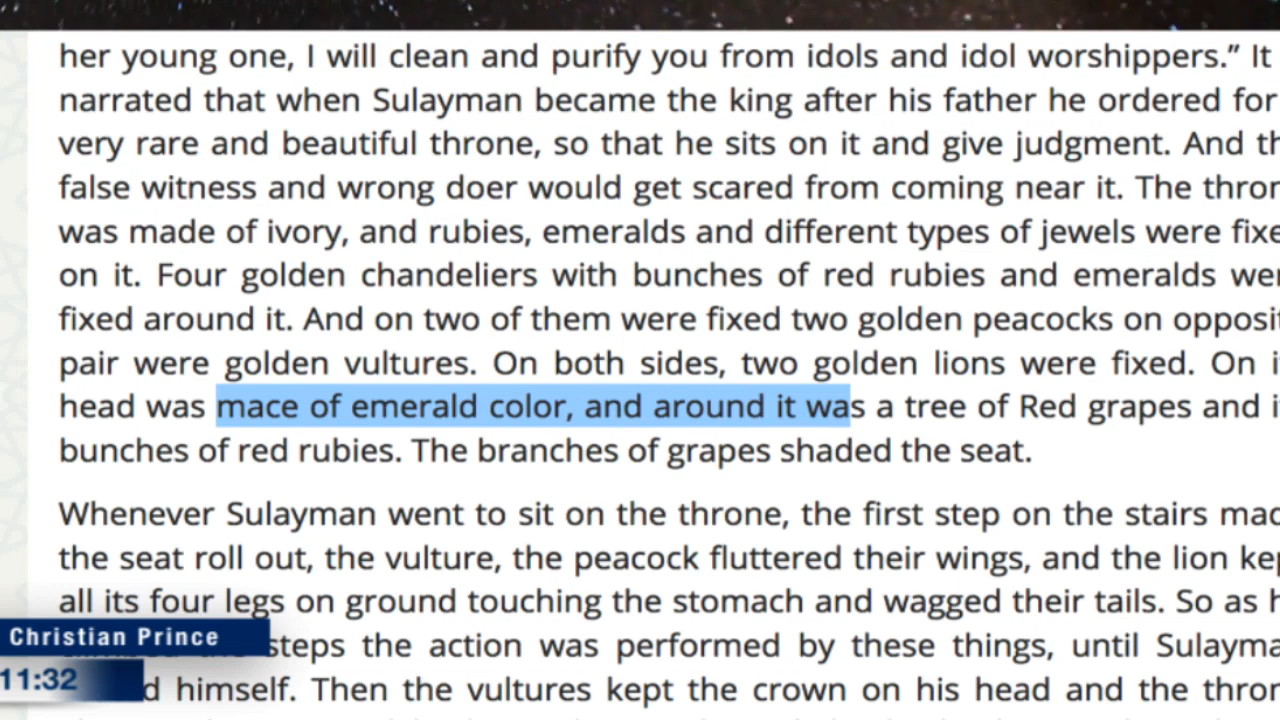 her young one, I will clean and purify you from idols and idol worshippers.” It
narrated that when Sulayman became the king after his father he ordered for
very rare and beautiful throne, so that he sits on it and give judgment. And th
false witness and wrong doer would get scared from coming near it. The thron
was made of ivory, and rubies, emeralds and different types of jewels were fixe
on it. Four golden chandeliers with bunches of red rubies and emeralds wer
fixed around it. And on two of them were fixed two golden peacocks on opposit
pair were golden vultures. On both sides, two golden lions were fixed. On i
head was mace of emerald color, and around it was a tree of Red grapes and i
bunches of red rubies. The branches of grapes shaded the seat.
Whenever Sulayman went to sit on the throne, the first step on the stairs mad
the seat roll out, the vulture, the peacock fluttered their wings, and the lion kep
all its four legs on ground touching the stomach and wagged their tails. So as h
Christian Prince
steps the action was performed by these things, until Sulayma
11:32
d himself. Then the vultures kept the crown on his head and the thron